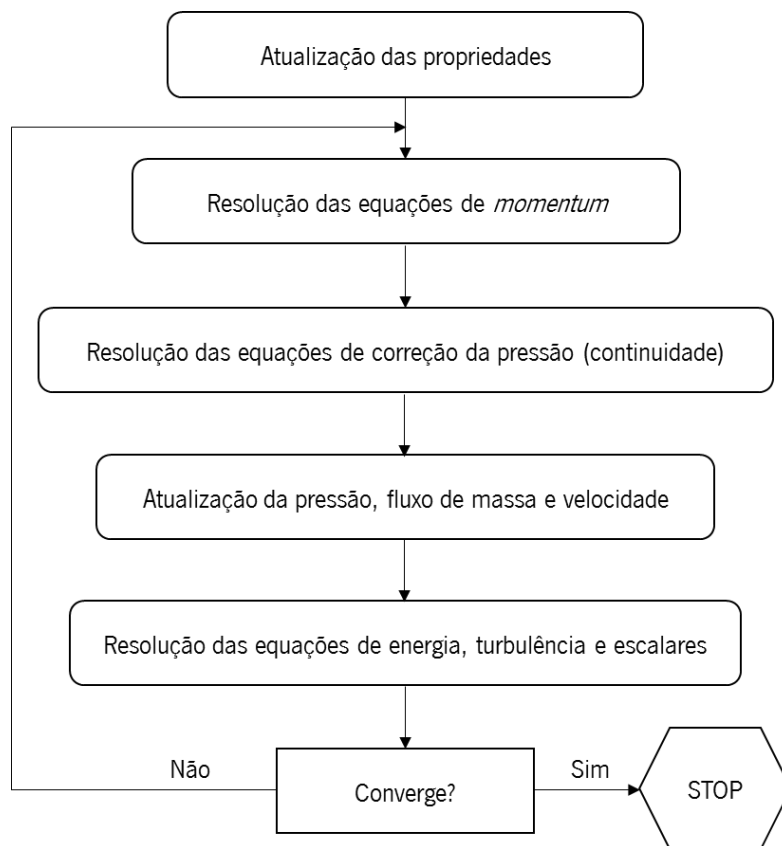 Atualização das propriedades
Resolução das equações de momentum
Resolução das equações de correção da pressão (continuidade)
Atualização da pressão, fluxo de massa e velocidade
Resolução das equações de energia, turbulência e escalares
Não
Converge?
Sim
STOP